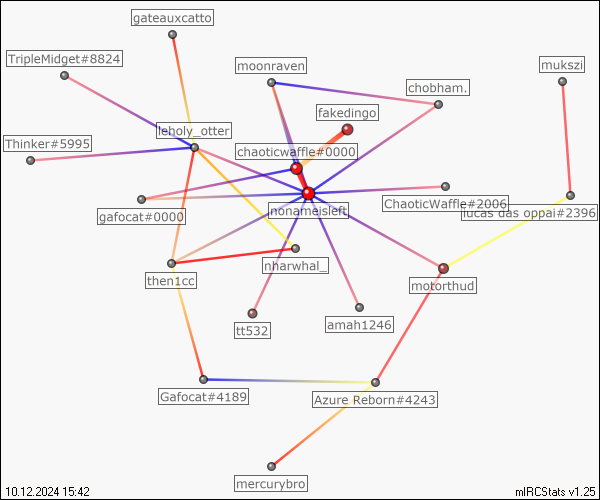 gateauxcatto
TripleMidget#8824
moonraven
mukszi
chobham.
fakedingo
leholy_otter
Thinker#5995
chaoticwaffle#0000
nonameisleft
ChaoticWaffle#2006
lucas das oppai#2396
gafocat#0000
nharwhal_
then1cc
motorthud
tt532
amah1246
Gafocat#4189
Azure Reborn#4243
mercurybro
10.12.2024 15:42
mIRCStats v1.25